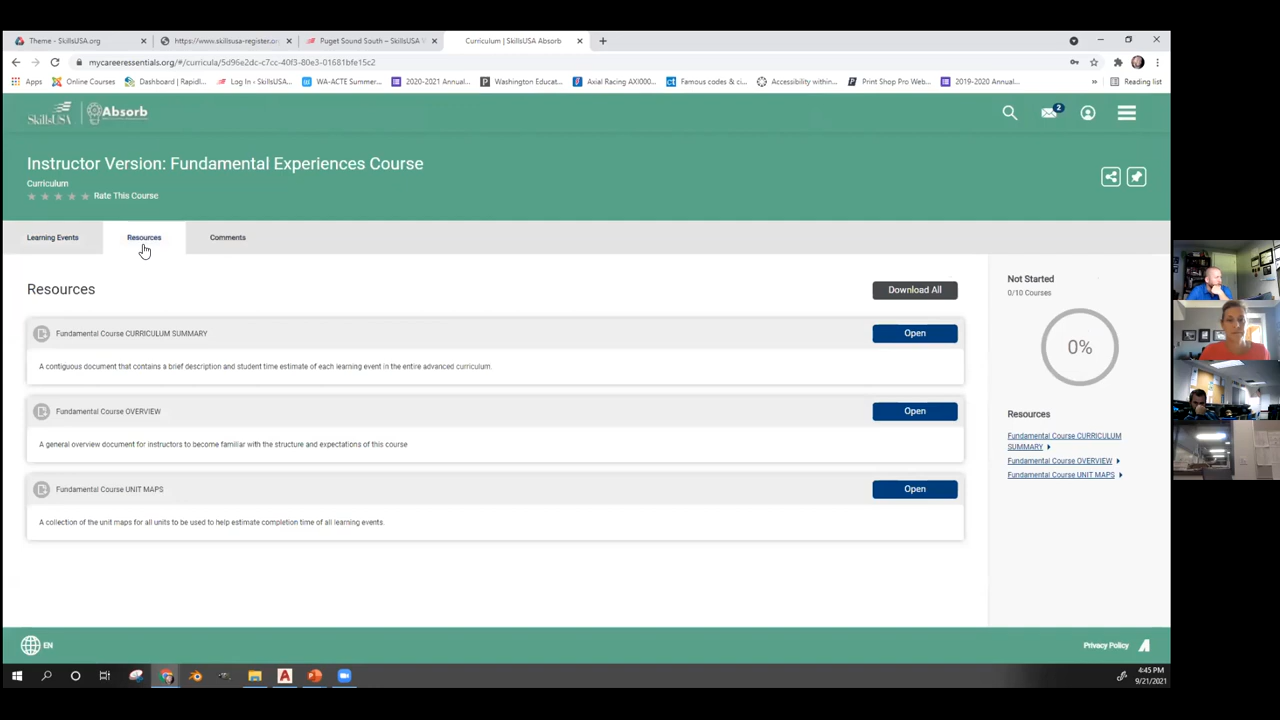 Theme - SkillsUSA.org
https://www.skillsusa-register.org
Puget Sound South – SkillsUSA
Curriculum | SkillsUSA Absorb
mycareeressentials.org/#/curricula/5d96e2dc-c7cc-40f3-80e3-01681bfe15c2
Apps
Online Courses
Dashboard | Rapidl...
Log In - SkillsUSA...
WA-ACTE Summer...
2020-2021 Annual...
Washington Educat...
Axial Racing AXI000...
Famous codes & ci...
Accessibility within...
Print Shop Pro Web...
2019-2020 Annual...
»
Reading list
SkillsUSA
Absorb
2
Instructor Version: Fundamental Experiences Course
Curriculum
Rate This Course
Learning Events
Resources
Comments
Resources
Download All
Fundamental Course CURRICULUM SUMMARY
Open
A contiguous document that contains a brief description and student time estimate of each learning event in the entire advanced curriculum.
Fundamental Course OVERVIEW
Open
A general overview document for instructors to become familiar with the structure and expectations of this course
Fundamental Course UNIT MAPS
Open
A collection of the unit maps for all units to be used to help estimate completion time of all learning events.
Not Started
0/10 Courses
0%
Resources
Fundamental Course CURRICULUM
SUMMARY
Fundamental Course OVERVIEW
Fundamental Course UNIT MAPS
EN
Privacy Policy
4:45 PM
9/21/2021